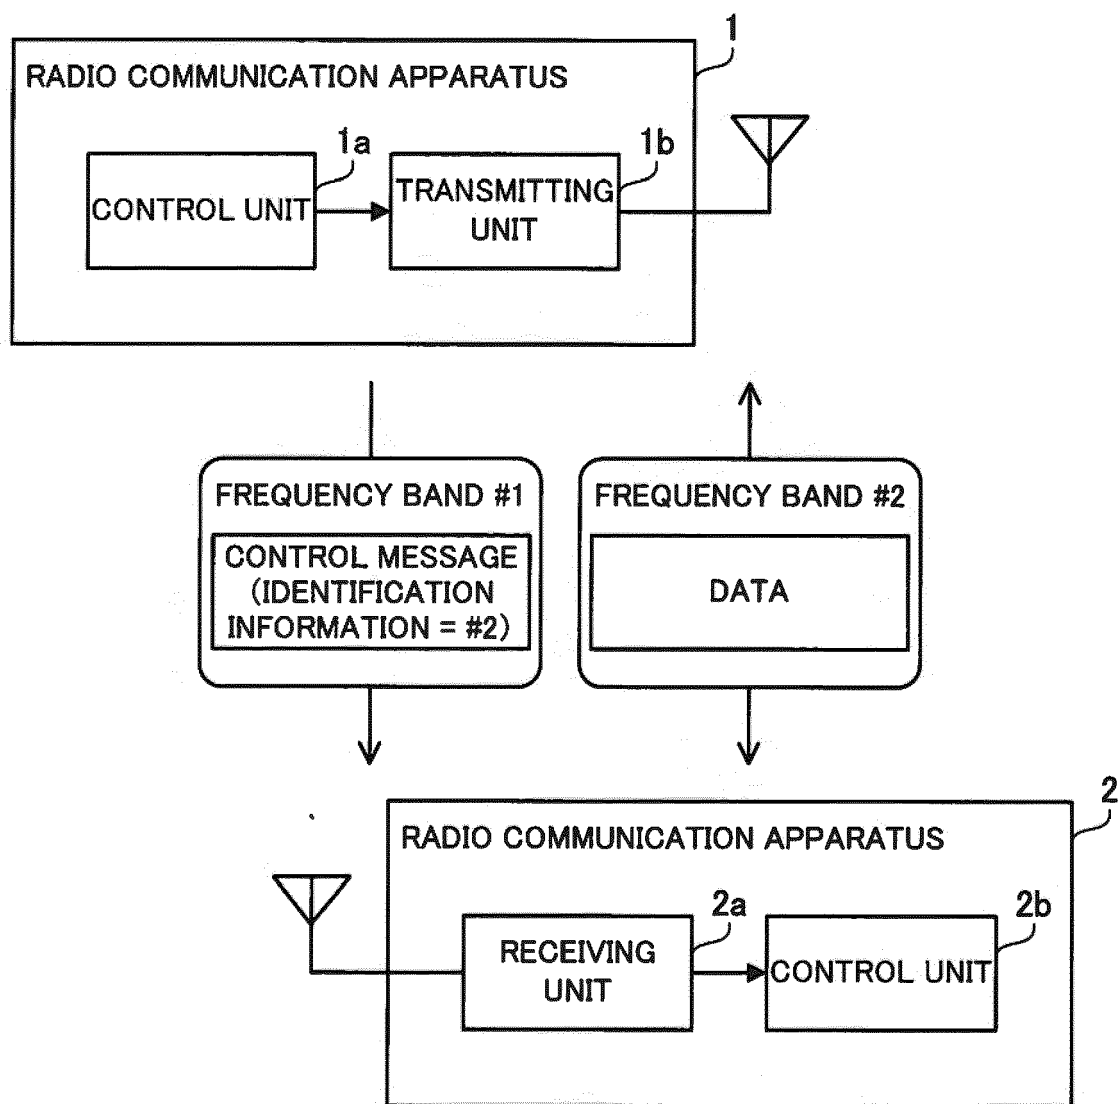 1
RADIO COMMUNICATION APPARATUS
1a
1b
CONTROL UNIT
TRANSMITTING
UNIT
FREQUENCY BAND #1
CONTROL MESSAGE
(IDENTIFICATION
INFORMATION = #2)
FREQUENCY BAND #2
DATA
2
RADIO COMMUNICATION APPARATUS
2a
2b
RECEIVING
UNIT
CONTROL UNIT